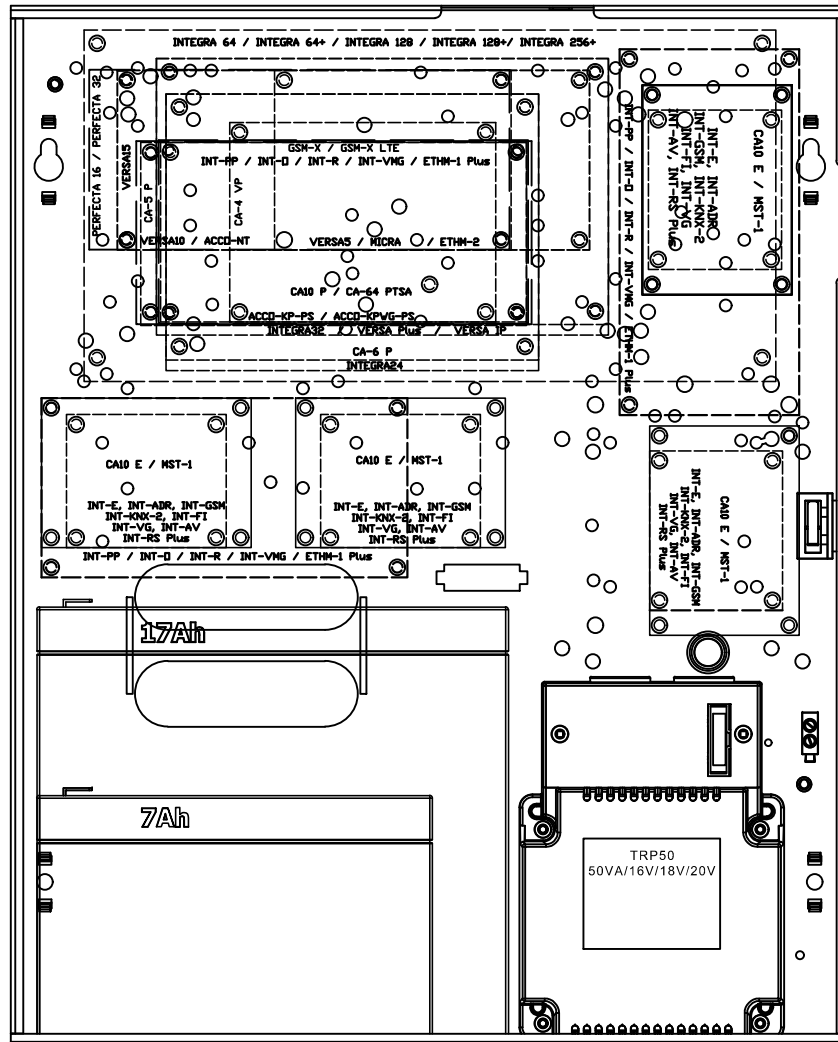 INTEGRA 64 / INTEGRA 64+ / INTEGRA 128 / INTEGRA 128+/ INTEGRA 256+
PERFECTA 16 / PERFECTA 32
VERSA15
CA-5 P
CA-4 VP
GSM-X / GSM-X LTE
INT-PP / INT-O / INT-R / INT-VMG / ETHM-1 Plus
VERSA10 / ACCO-NT
VERSA5 / MICRA / ETHM-2
CA10 P / CA-64 PTSA
ACCO-KP-PS / ACCO-KPWG-PS
INTEGRA32 / VERSA Plus / VERSA IP
CA-6 P
INTEGRA24
INT-PP / INT-O / INT-R / INT-VMG / ETHM-1 Plus
CA10 E / MST-1
INT-E, INT-ADR
INT-GSM, INT-KNX-2
INT-FI, INT-VG
INT-AV, INT-RS Plus
CA10 E / MST-1
INT-E, INT-ADR, INT-GSM
INT-KNX-2, INT-FI
INT-VG, INT-AV
INT-RS Plus
CA10 E / MST-1
INT-E, INT-ADR, INT-GSM
INT-KNX-2, INT-FI
INT-VG, INT-AV
INT-RS Plus
INT-PP / INT-O / INT-R / INT-VMG / ETHM-1 Plus
CA10 E / MST-1
INT-E, INT-ADR, INT-GSM
INT-KNX-2, INT-FI
INT-VG, INT-AV
INT-RS Plus
17Ah
7Ah
TRP50
50VA/16V/18V/20V